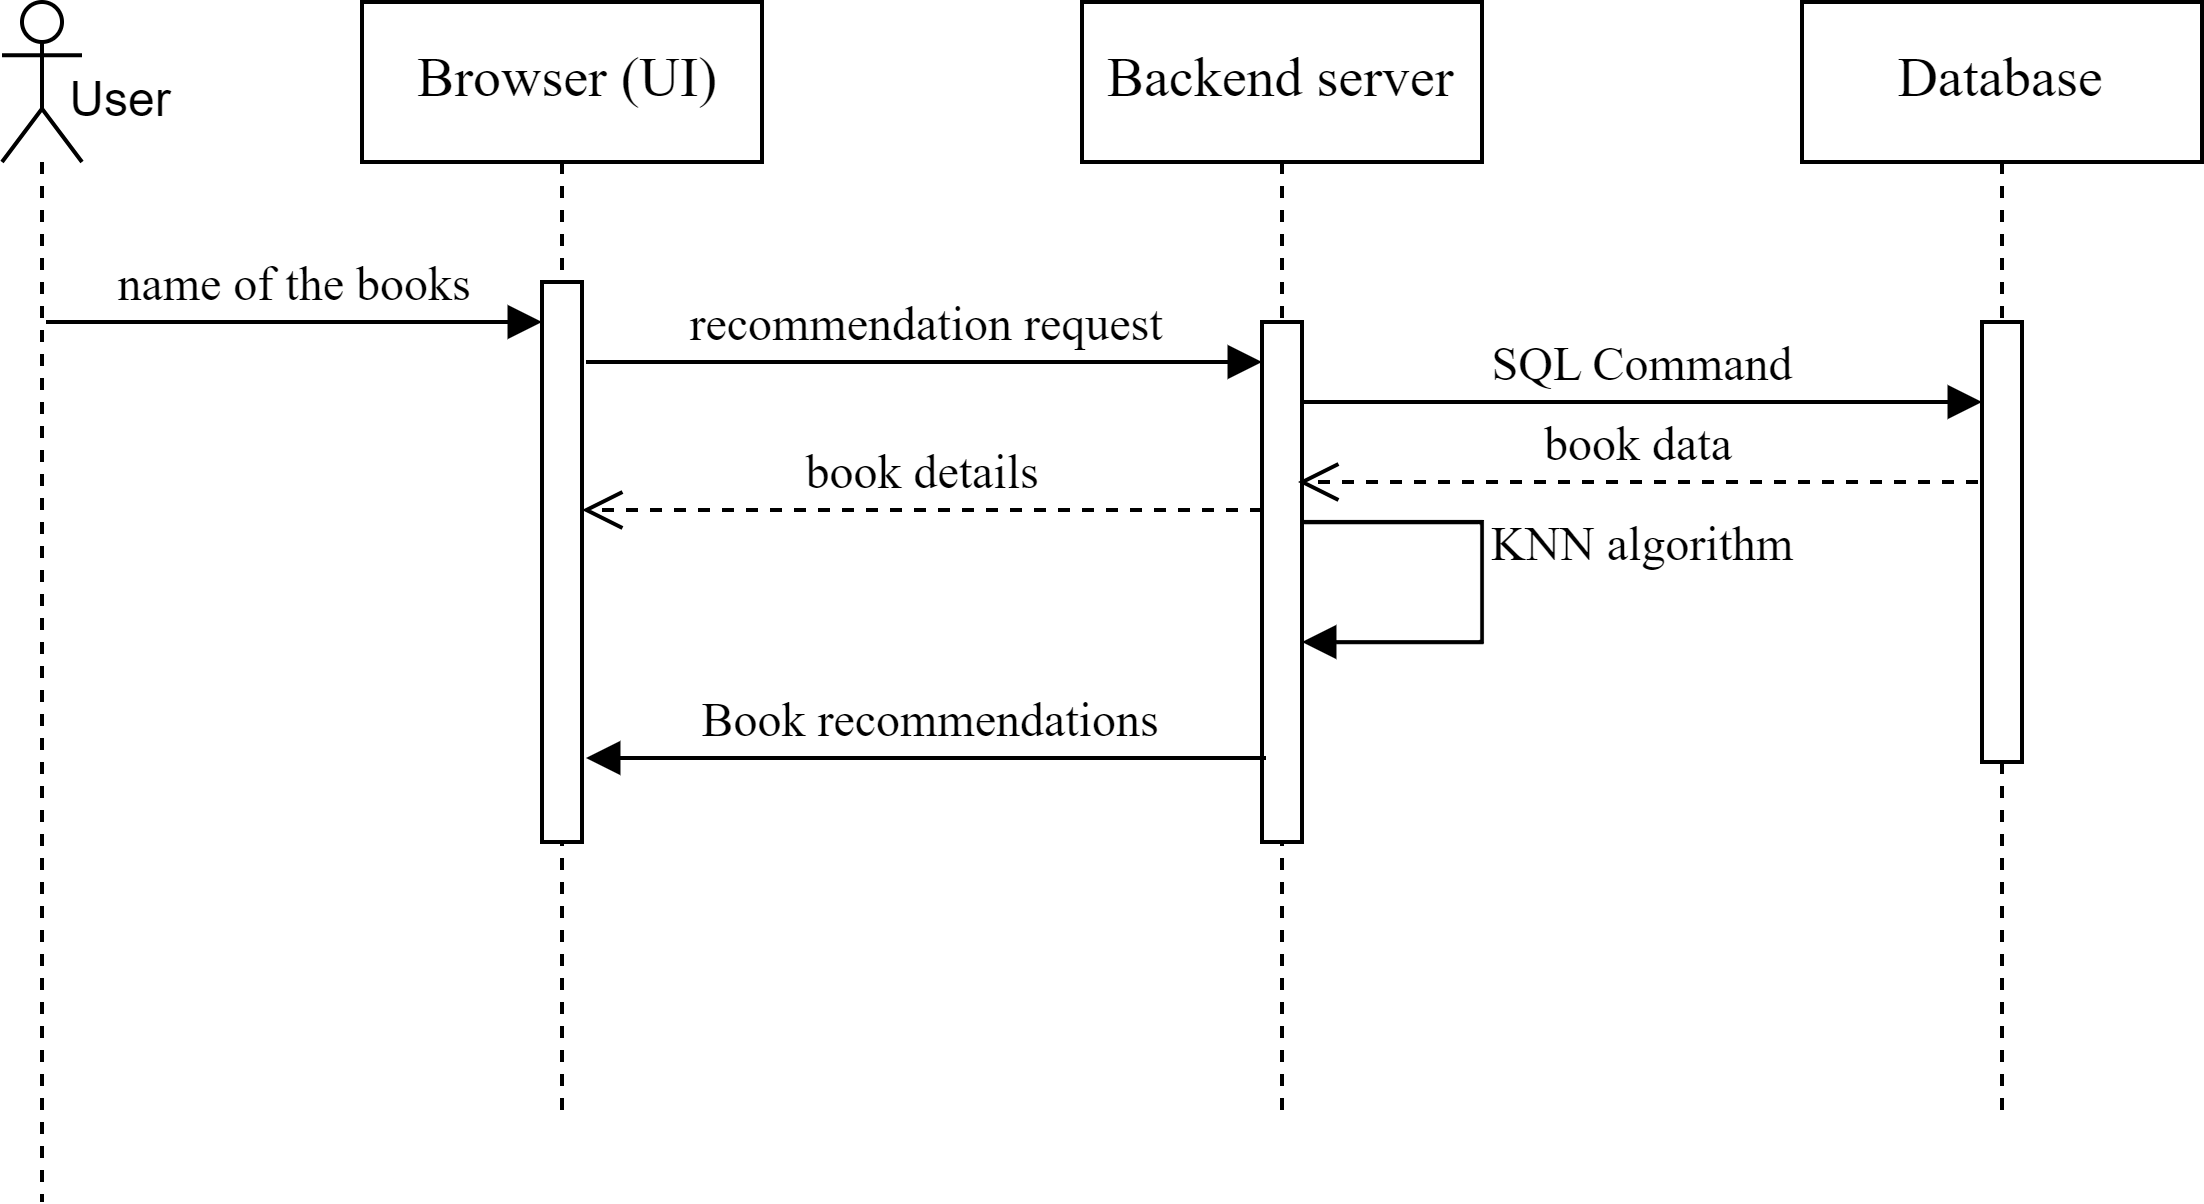 User
Browser (UI)
Backend server
Database
name of the books
recommendation request
SQL Command
book data
book details
KNN algorithm
Book recommendations